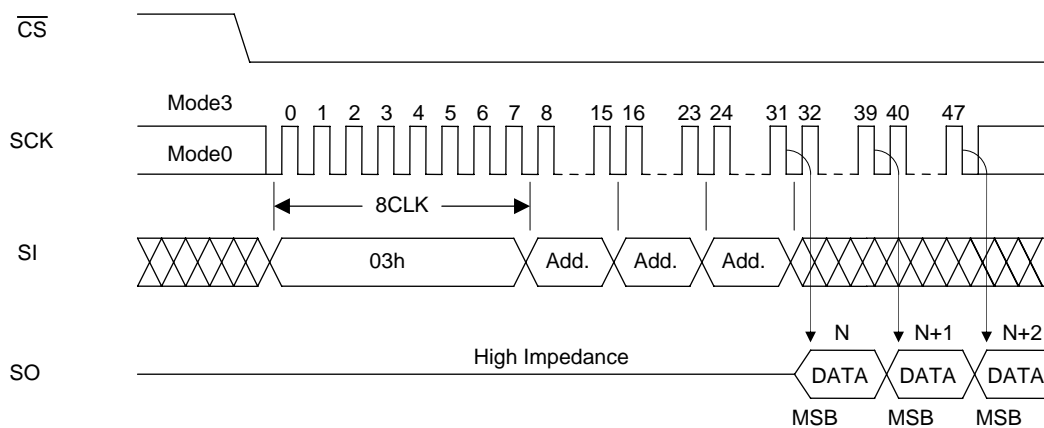 CS
Mode3
0 1 2 3 4 5 6 7 8 15 16 23 24 31 32 39 40 47
SCK
Mode0
8CLK
SI
03h Add. Add. Add.
N N+1 N+2
High Impedance
SO
DATA DATA DATA
MSB MSB MSB